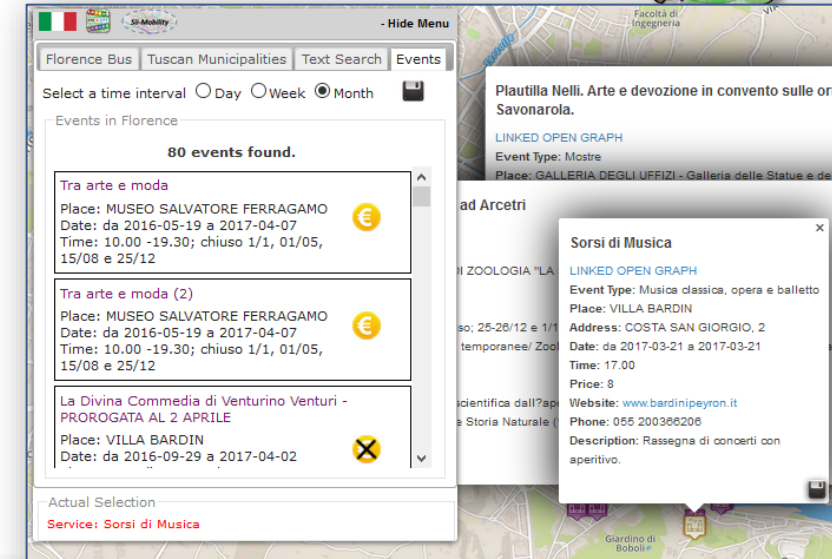 Sii-Mobility
- Hide Menu
Florence Bus
Tuscan Municipalities
Text Search
Events
Select a time interval Day Week Month
Events in Florence
80 events found.
Tra arte e moda
Place: MUSEO SALVATORE FERRAGAMO
Date: da 2016-05-19 a 2017-04-07
Time: 10.00 -19.30; chiuso 1/1, 01/05,
15/08 e 25/12
Tra arte e moda (2)
Place: MUSEO SALVATORE FERRAGAMO
Date: da 2016-05-19 a 2017-04-07
Time: 10.00 -19.30; chiuso 1/1, 01/05,
15/08 e 25/12
La Divina Commedia di Venturino Venturi -
PROROGATA AL 2 APRILE
Place: VILLA BARDIN
Date: da 2016-09-29 a 2017-04-02
Actual Selection
Service: Sorsi di Musica
Facoltà di
Ingegneria
Plautilla Nelli. Arte e devozione in convento sulle or
Savonarola.
LINKED OPEN GRAPH
Event Type: Mostre
Place: GALLERIA DEGLI UFFIZI - Galleria delle Statue e de
ad Arcetri
DI ZOOLOGIA "LA
so; 25-26/12 e 1/1
temporanee/ Zool
scientifica dall?ape
e Storia Naturale (
Sorsi di Musica
LINKED OPEN GRAPH
Event Type: Musica classica, opera e balletto
Place: VILLA BARDIN
Address: COSTA SAN GIORGIO, 2
Date: da 2017-03-21 a 2017-03-21
Time: 17.00
Price: 8
Website: www.bardinipeyron.it
Phone: 055 200366206
Description: Rassegna di concerti con
aperitivo.
Giardino di
Boboli